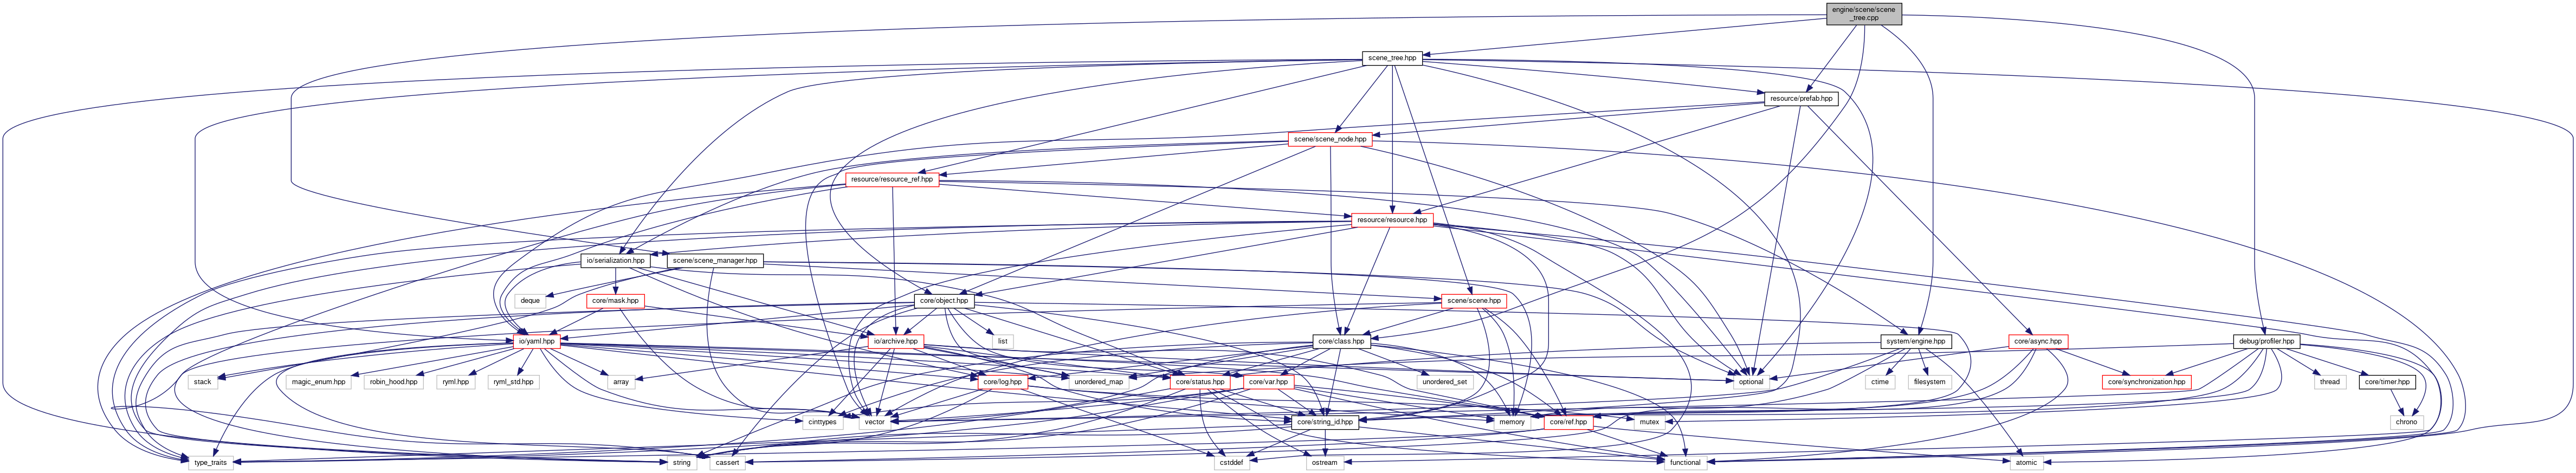 engine/scene/scene
_tree.cpp
scene_tree.hpp
resource/prefab.hpp
scene/scene_node.hpp
resource/resource_ref.hpp
resource/resource.hpp
io/serialization.hpp
scene/scene_manager.hpp
deque
core/mask.hpp
core/object.hpp
scene/scene.hpp
io/yaml.hpp
io/archive.hpp
list
core/class.hpp
system/engine.hpp
core/async.hpp
debug/profiler.hpp
stack
magic_enum.hpp
robin_hood.hpp
ryml.hpp
ryml_std.hpp
array
core/log.hpp
unordered_map
core/status.hpp
core/var.hpp
unordered_set
optional
ctime
filesystem
core/synchronization.hpp
thread
core/timer.hpp
cinttypes
vector
core/string_id.hpp
memory
core/ref.hpp
mutex
chrono
type_traits
string
cassert
cstddef
ostream
functional
atomic